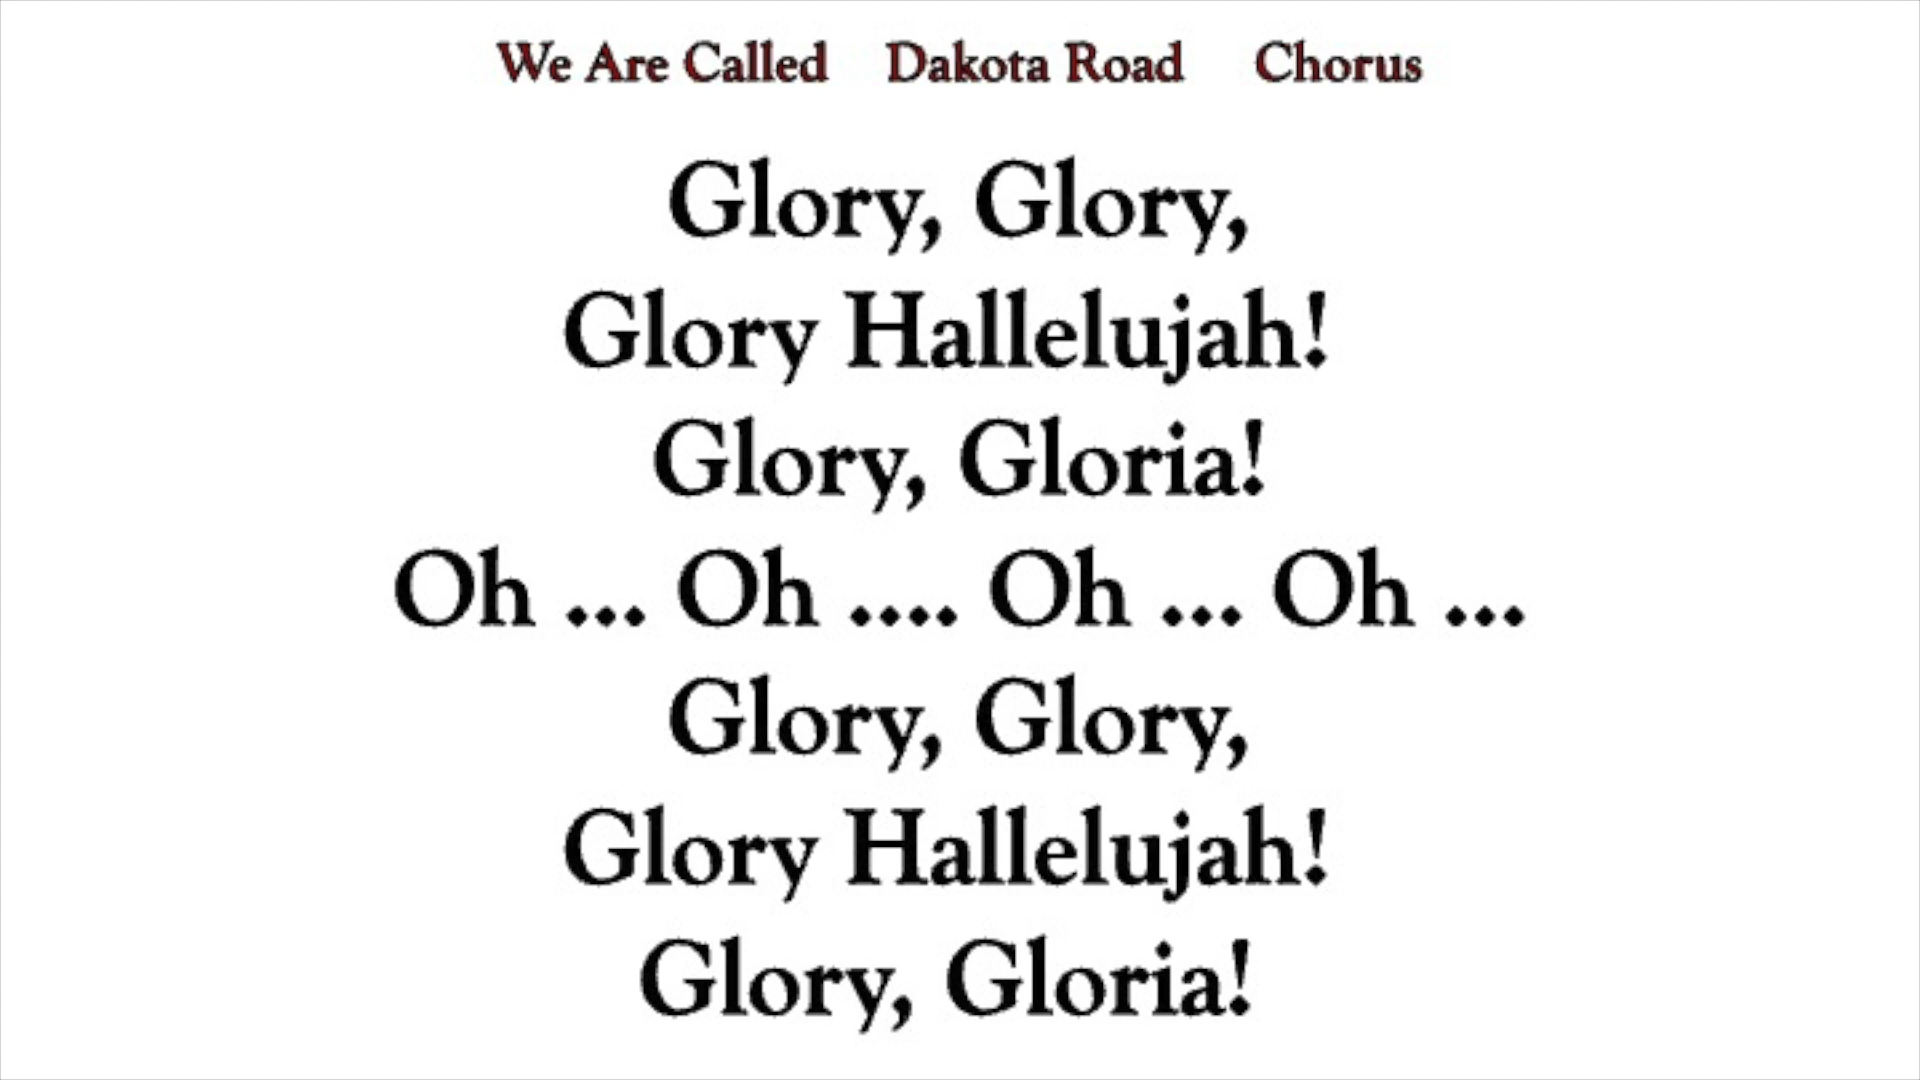 We Are Called Dakota Road Chorus
Glory, Glory,
Glory Hallelujah!
Glory, Gloria!
Oh ... Oh .... Oh ... Oh ...
Glory, Glory,
Glory Hallelujah!
Glory, Gloria!